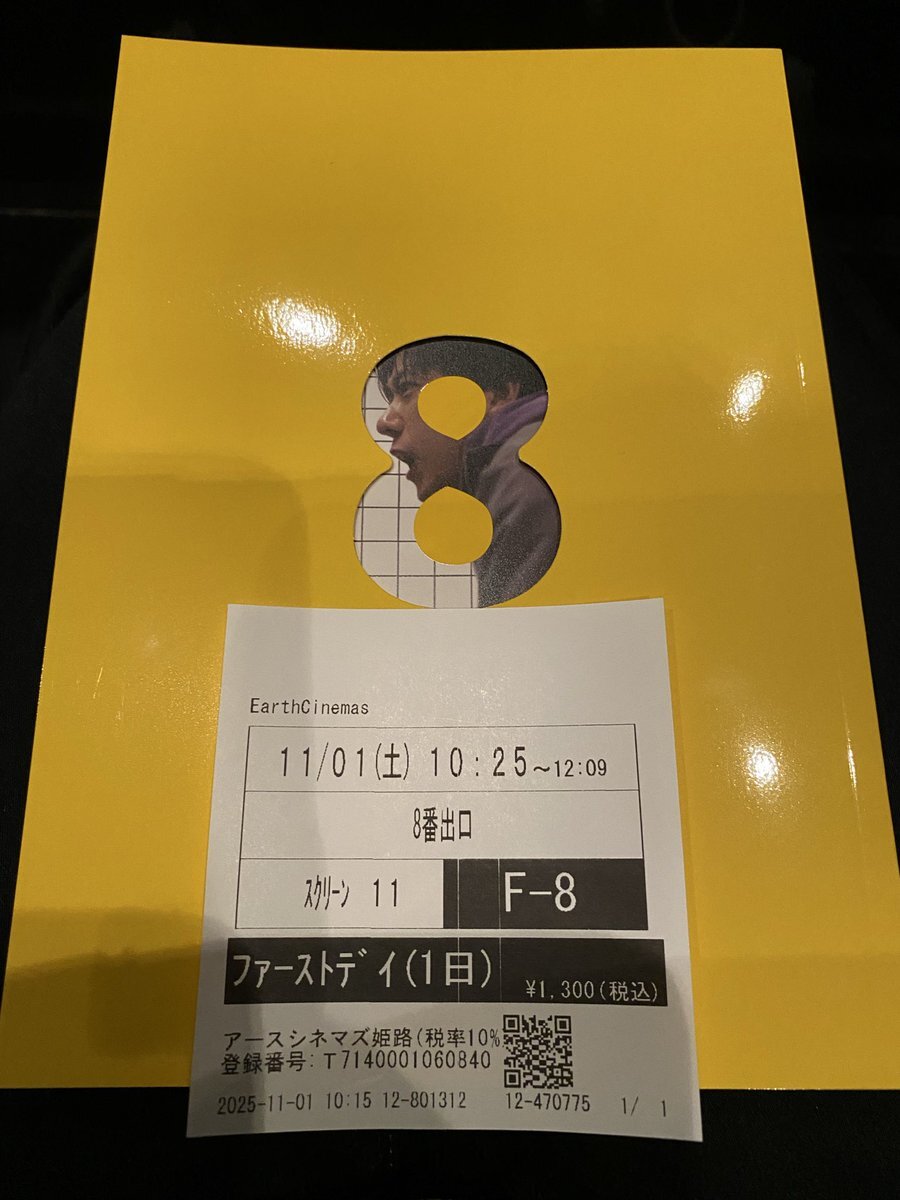 8
EarthCinemas
11/01(土) 10:25~12:09
8番出口
スクリーン 11 F-8
ファーストデイ(1日) ¥1,300(税込)
アースシネマズ姫路(税率10%
登録番号:T7140001060840
2025-11-01 10:15 12-801312 12-470775 1/ 1